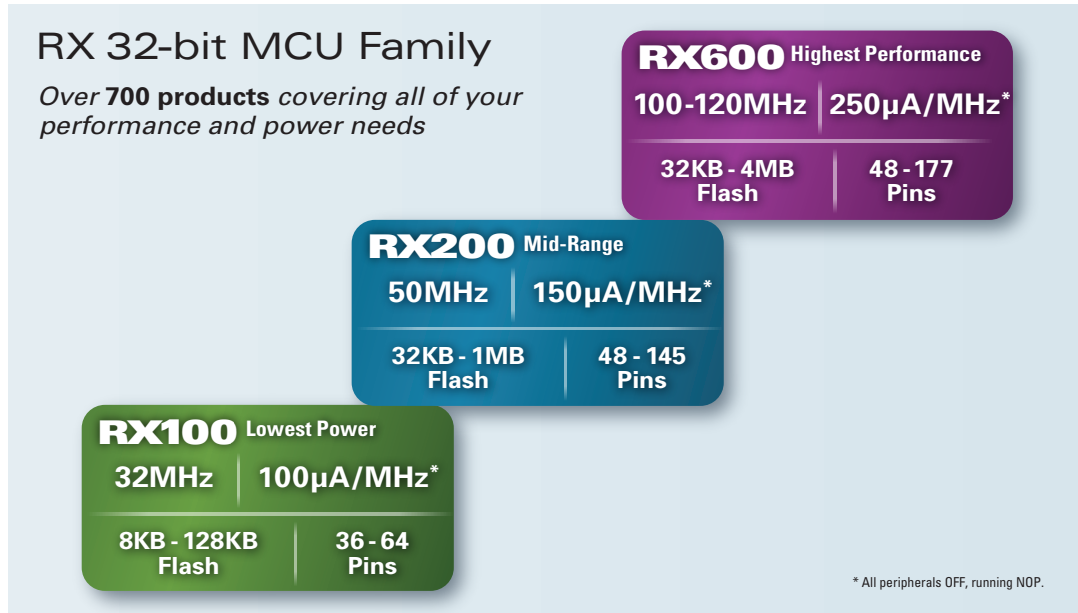 RX 32-bit MCU Family
Over 700 products covering all of your
performance and power needs
RX600 Highest Performance
100-120MHz 250µA/MHz*
32KB - 4MB 48 - 177
Flash Pins
RX200 Mid-Range
50MHz 150µA/MHz*
32KB - 1MB 48 - 145
Flash Pins
RX100 Lowest Power
32MHz 100µA/MHz*
8KB - 128KB 36 - 64
Flash Pins
* All peripherals OFF, running NOP.